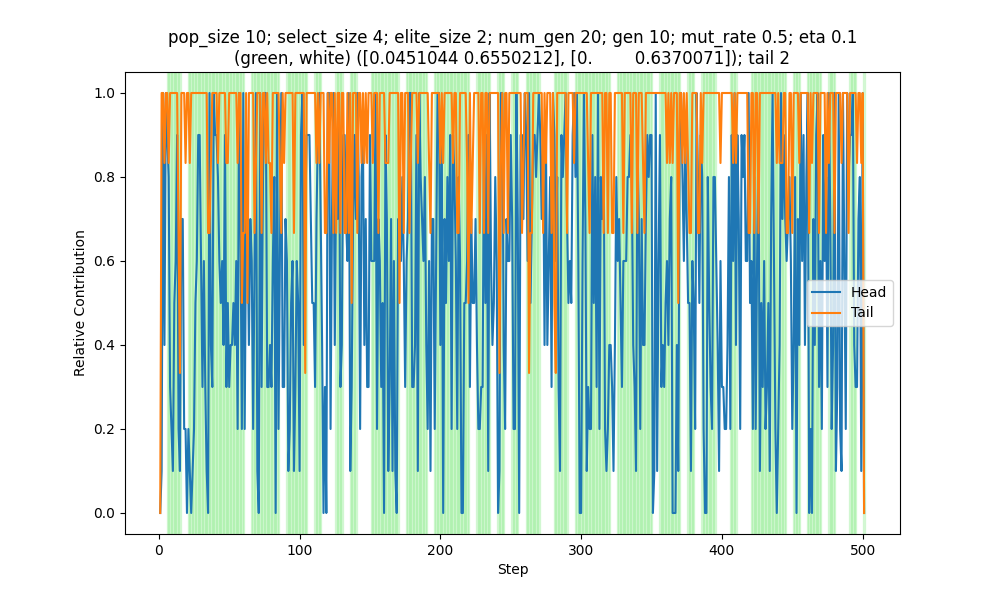 pop_size 10; select_size 4; elite_size 2; num_gen 20; gen 10; mut_rate 0.5; eta 0.1
(green, white) ([0.0451044 0.6550212], [0.         0.6370071]); tail 2
1.0
0.8
0.6
0.4
0.2
0.0
Relative Contribution
Head
Tail
0
100
200
300
400
500
Step